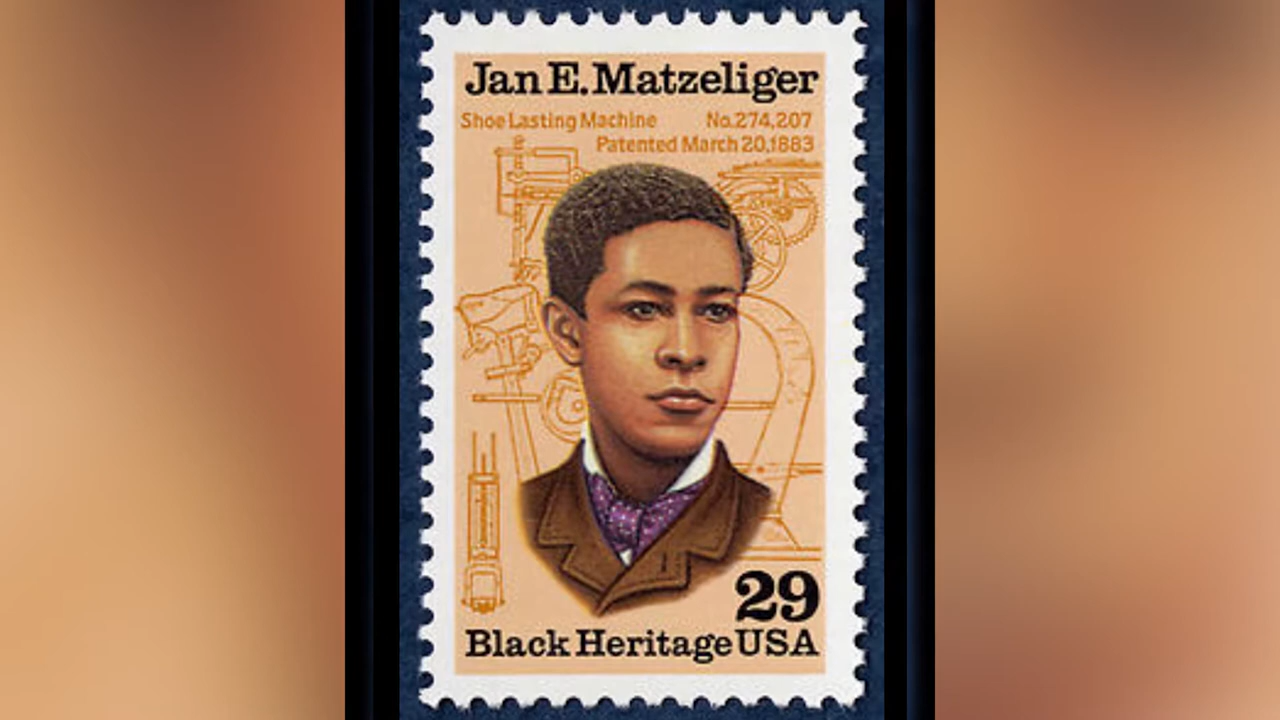 Jan E. Matzeliger
Shoe Lasting Machine No. 274,207
Patented March 20, 1883
29
Black Heritage USA